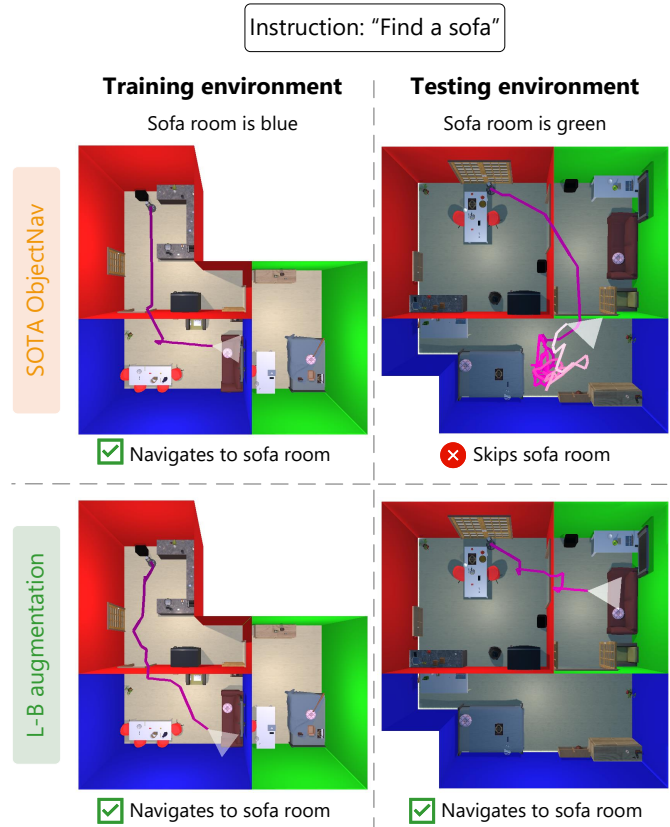 Instruction: “Find a sofa”
Training environment
Testing environment
Sofa room is blue
Sofa room is green
SOTA ObjectNav
Navigates to sofa room
Skips sofa room
L-B augmentation
Navigates to sofa room
Navigates to sofa room